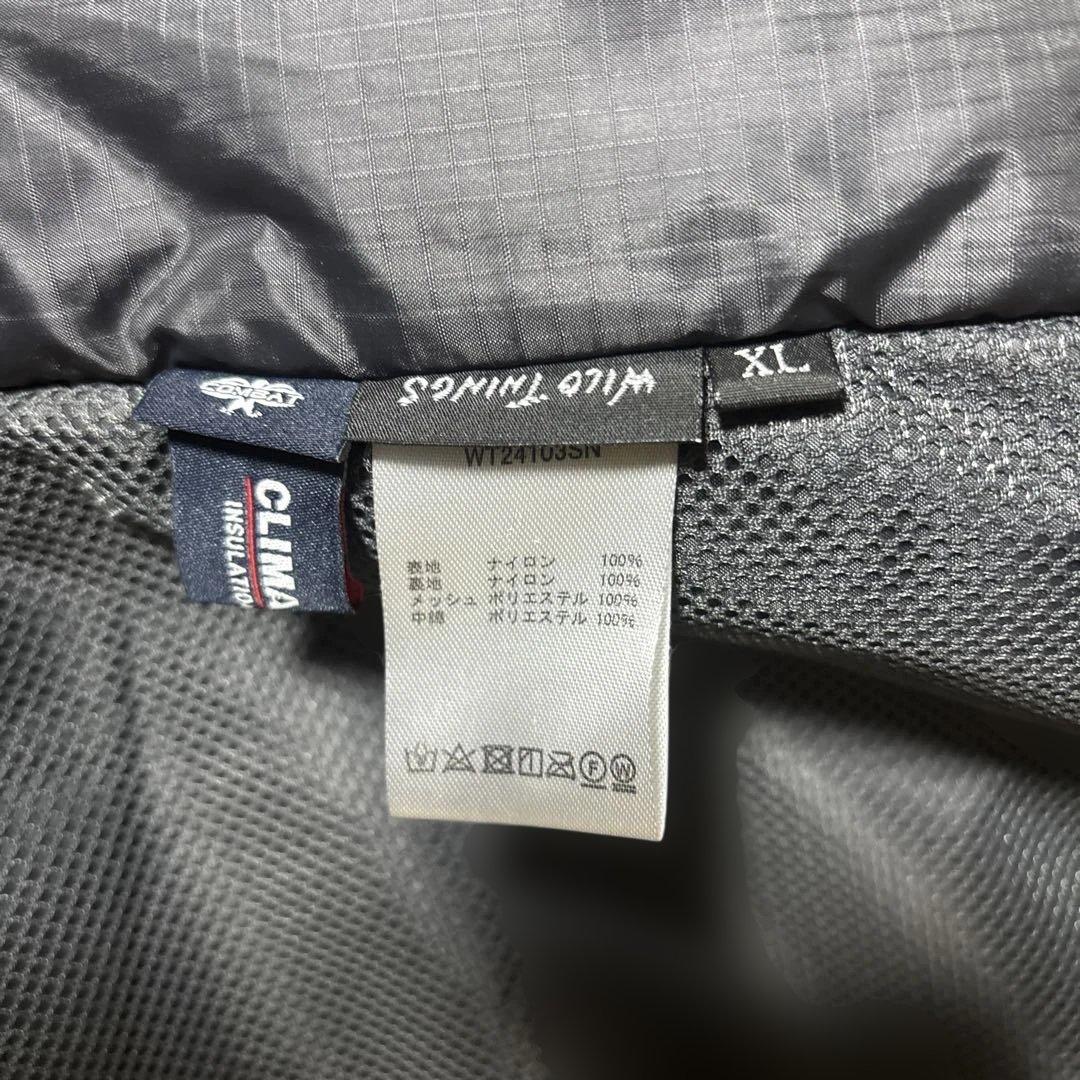 WILD THINGS
XL
CLIMA
INSULATIO
WT24103SN
表地 ナイロン 100%
裏地 ナイロン 100%
メッシュ ポリエステル 100%
中綿 ポリエステル 100%
F
W